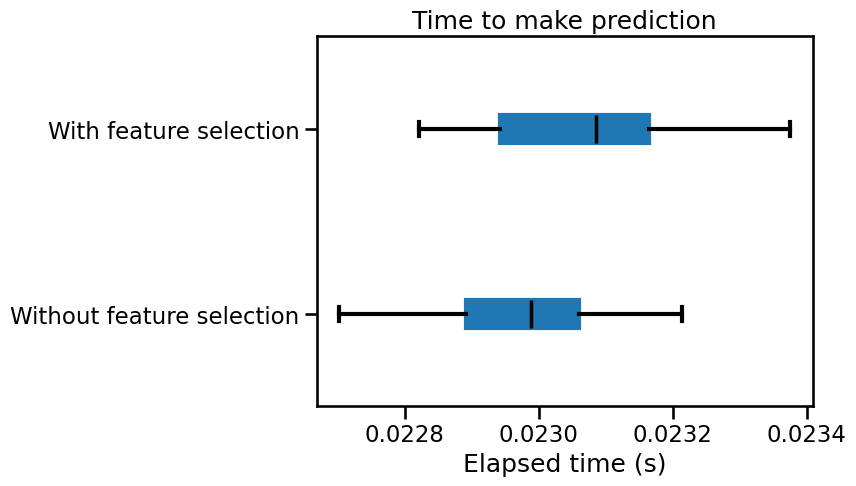 Time to make prediction
With feature selection
Without feature selection
0.0228 0.0230 0.0232 0.0234
Elapsed time (s)